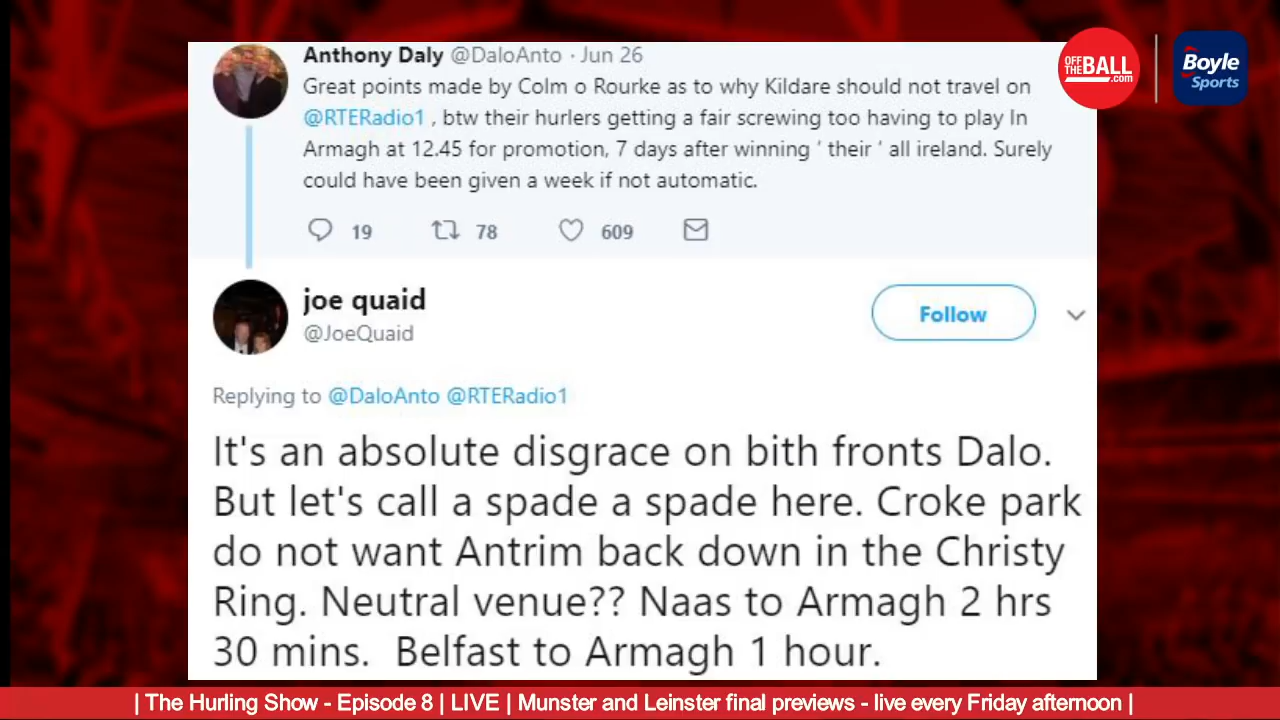 Anthony Daly @DaloAnto · Jun 26
Great points made by Colm o Rourke as to why Kildare should not travel on
@RTERadio1 , btw their hurlers getting a fair screwing too having to play In
Armagh at 12.45 for promotion, 7 days after winning ‘ their ‘ all ireland. Surely
could have been given a week if not automatic.
19 78 609
joe quaid
@JoeQuaid
Follow
Replying to @DaloAnto @RTERadio1
It's an absolute disgrace on bith fronts Dalo.
But let's call a spade a spade here. Croke park
do not want Antrim back down in the Christy
Ring. Neutral venue?? Naas to Armagh 2 hrs
30 mins. Belfast to Armagh 1 hour.
OFF
THE BALL
.com
Boyle
Sports
| The Hurling Show - Episode 8 | LIVE | Munster and Leinster final previews - live every Friday afternoon |